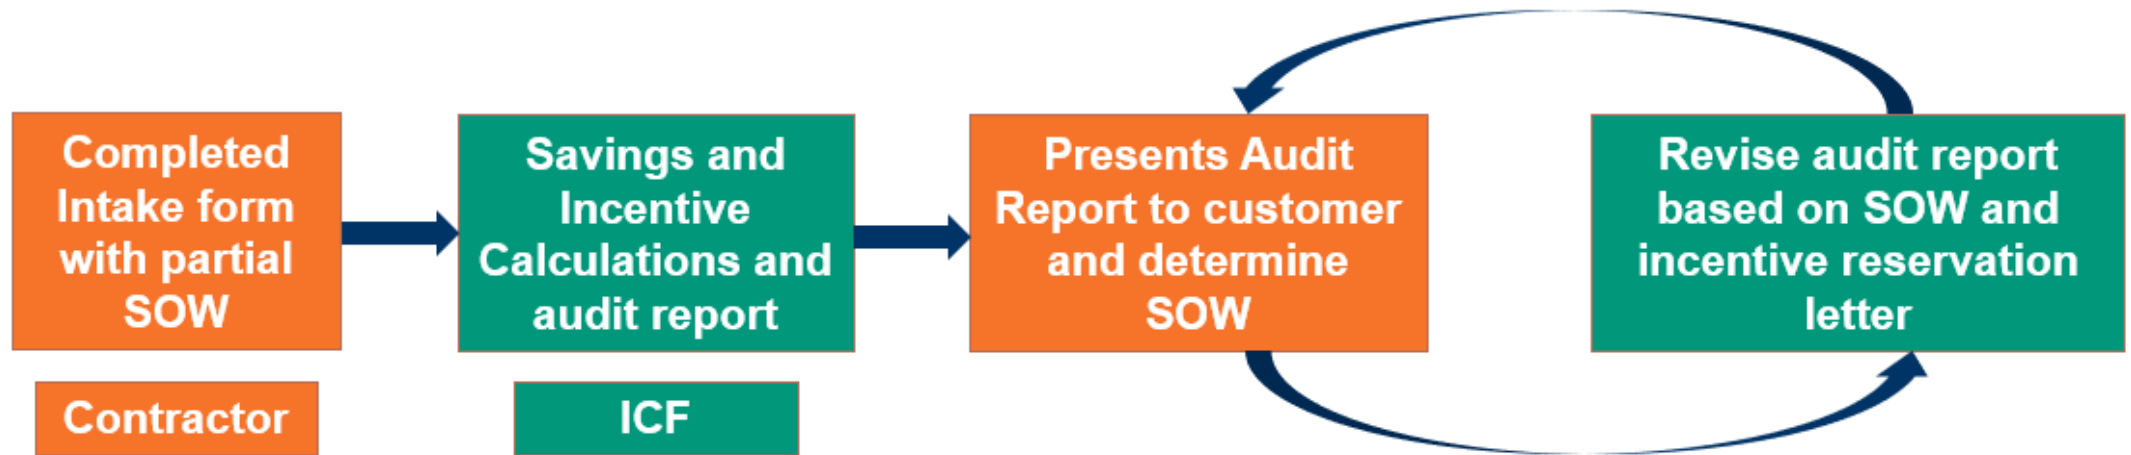 Completed
Intake form
with partial
SOW
Savings and
Incentive
Calculations and
audit report
Presents Audit
Report to customer
and determine
SOW
Revise audit report
based on SOW and
incentive reservation
letter
Contractor
ICF